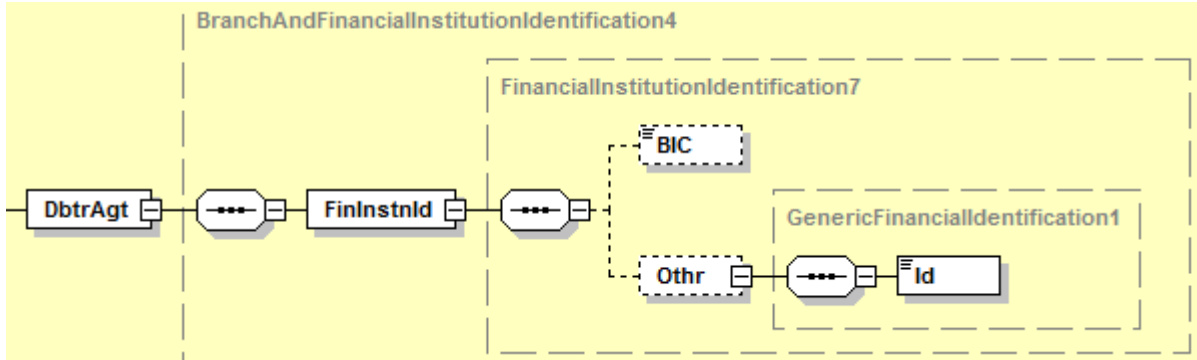 BranchAndFinancialInstitutionIdentification4
FinancialInstitutionIdentification7
BIC
DbtrAgt
FinInstnId
GenericFinancialIdentification1
Othr
Id